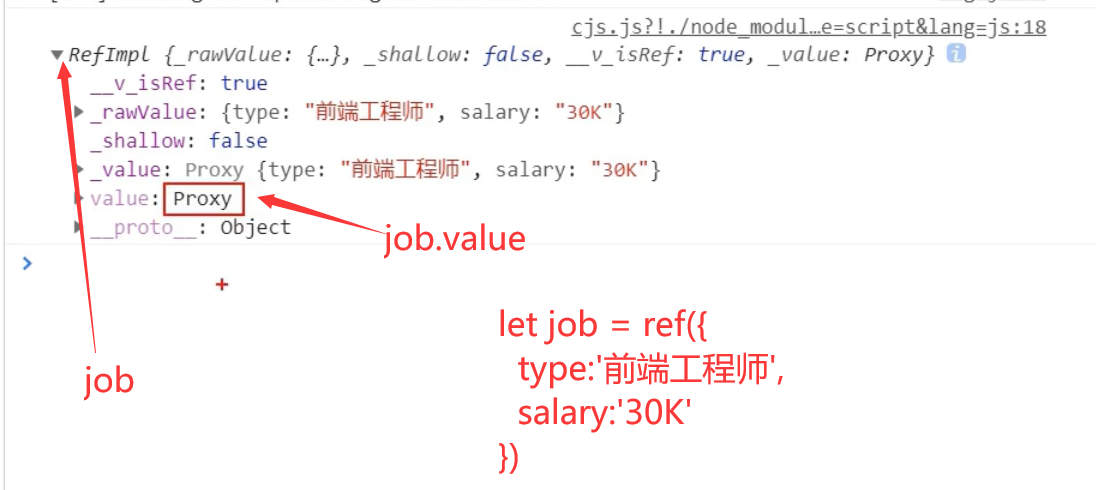 cjs.js?!./node_modul…e=script&lang=js:18
▼RefImpl {_rawValue: {…}, _shallow: false, __v_isRef: true, _value: Proxy} i
__v_isRef: true
▶_rawValue: {type: "前端工程师", salary: "30K"}
_shallow: false
▶_value: Proxy {type: "前端工程师", salary: "30K"}
▶value: Proxy
▶__proto__: Object
job.value
>
+
job
let job = ref({
type:'前端工程师',
salary:'30K'
})